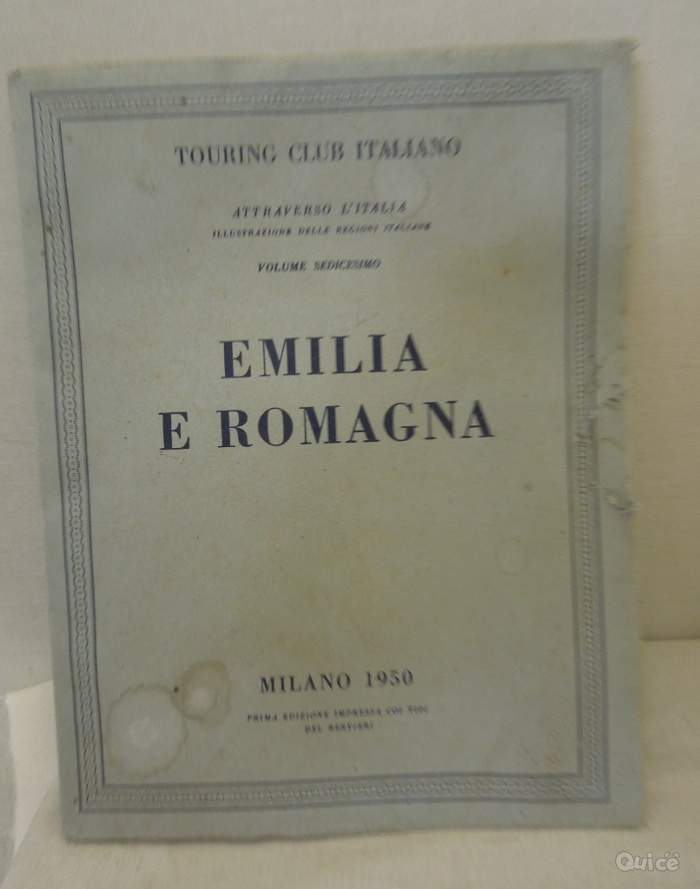 TOURING CLUB ITALIANO
ATTRAVERSO L'ITALIA
ILLUSTRAZIONE DELLE REGIONI ITALIANE
VOLUME SEDICESIMO
EMILIA
E ROMAGNA
MILANO 1950
PRIMA EDIZIONE IMPRESSA COI TIPI
DEL BERTIERI
Quicë